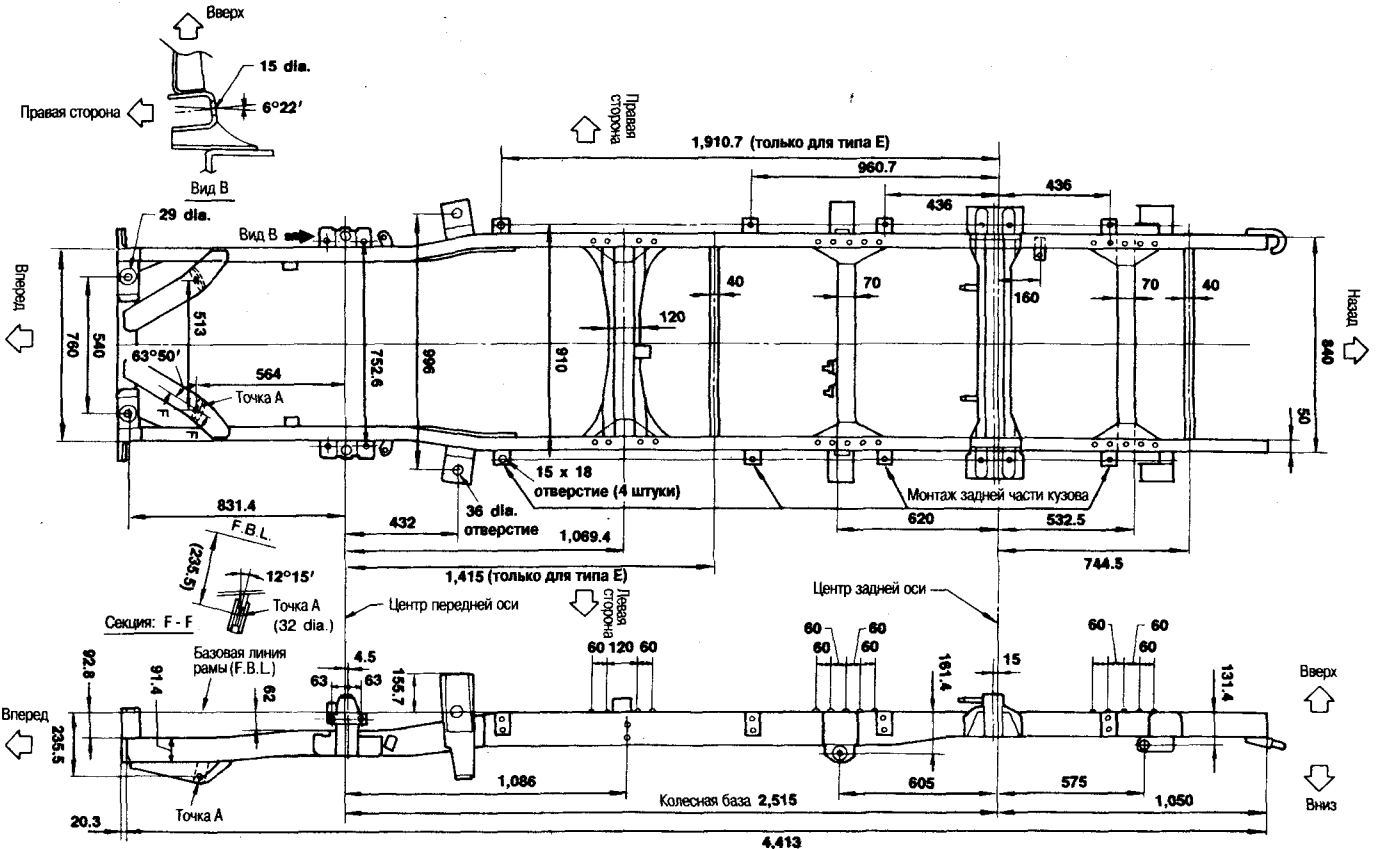 Вверх
15 dia.
Правая сторона
6°22'
Вид В
29 dia.
Вид В
Правая
сторона
1,910.7 (только для типа Е)
960.7
436
436
Вперед
Назад
760
540
513
63°50'
564
Точка А
F
F
752.6
996
910
120
40
70
160
70
40
840
50
15 x 18
отверстие (4 штуки)
36 dia.
отверстие
Монтаж задней части кузова
831.4
432
1,069.4
620
532.5
744.5
1,415 (только для типа Е)
F.B.L.
(235.5)
12°15'
Точка А
(32 dia.)
Секция: F - F
Центр передней оси
Левая
сторона
Центр задней оси
Базовая линия
рамы (F.B.L.)
4.5
63
63
62
155.7
60
120
60
60
60
60
60
161.4
15
60
60
60
60
131.4
Вверх
92.8
91.4
Вперед
235.5
Точка А
20.3
1,086
605
575
Колесная база 2,515
1,050
Вниз
4,413